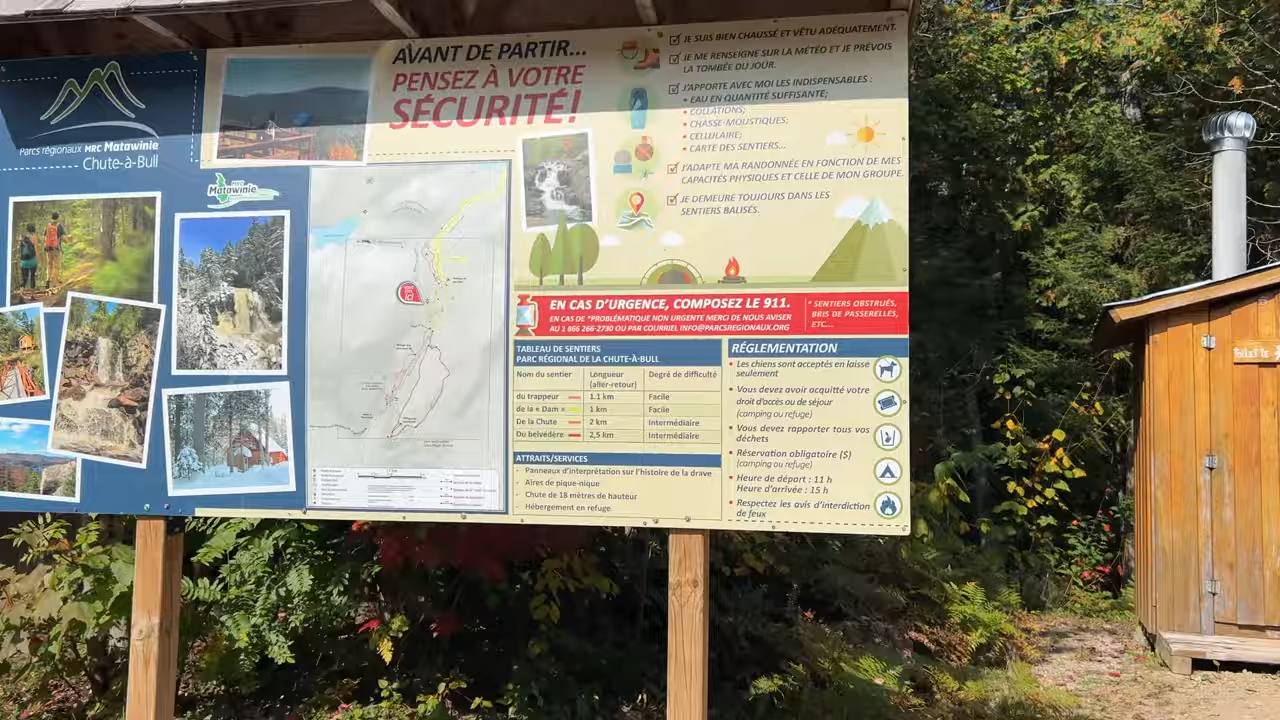 Parcs régionaux MRC Matawinie
Chute-à-Bull
MRC
Matawinie
AVANT DE PARTIR...
PENSEZ À VOTRE
SÉCURITÉ!
JE SUIS BIEN CHAUSSÉ ET VÊTU ADÉQUATEMENT.
JE ME RENSEIGNE SUR LA MÉTÉO ET JE PRÉVOIS
LA TOMBÉE DU JOUR.
J'APPORTE AVEC MOI LES INDISPENSABLES :
• EAU EN QUANTITÉ SUFFISANTE;
• COLLATIONS;
• CHASSE-MOUSTIQUES;
• CELLULAIRE;
• CARTE DES SENTIERS...
J'ADAPTE MA RANDONNÉE EN FONCTION DE MES
CAPACITÉS PHYSIQUES ET CELLE DE MON GROUPE.
JE DEMEURE TOUJOURS DANS LES
SENTIERS BALISÉS.
EN CAS D'URGENCE, COMPOSEZ LE 911.
EN CAS DE *PROBLÉMATIQUE NON URGENTE MERCI DE NOUS AVISER
AU 1 866 266-2730 OU PAR COURRIEL INFO@PARCSREGIONAUX.ORG
* SENTIERS OBSTRUÉS,
BRIS DE PASSERELLES,
ETC...
TABLEAU DE SENTIERS
PARC RÉGIONAL DE LA CHUTE-À-BULL
Nom du sentier Longueur (aller-retour) Degré de difficulté
du trappeur 1.1 km Facile
de la « Dam » 1 km Facile
De la Chute 2 km Intermédiaire
Du belvédère 2,5 km Intermédiaire
ATTRAITS/SERVICES
- Panneaux d'interprétation sur l'histoire de la drave
- Aires de pique-nique
- Chute de 18 mètres de hauteur
- Hébergement en refuge
RÉGLEMENTATION
• Les chiens sont acceptés en laisse
seulement
• Vous devez avoir acquitté votre
droit d'accès ou de séjour
(camping ou refuge)
• Vous devez rapporter tous vos
déchets
• Réservation obligatoire ($)
(camping ou refuge)
• Heure de départ : 11 h
Heure d'arrivée : 15 h
• Respectez les avis d'interdiction
de feux
TOILETTE